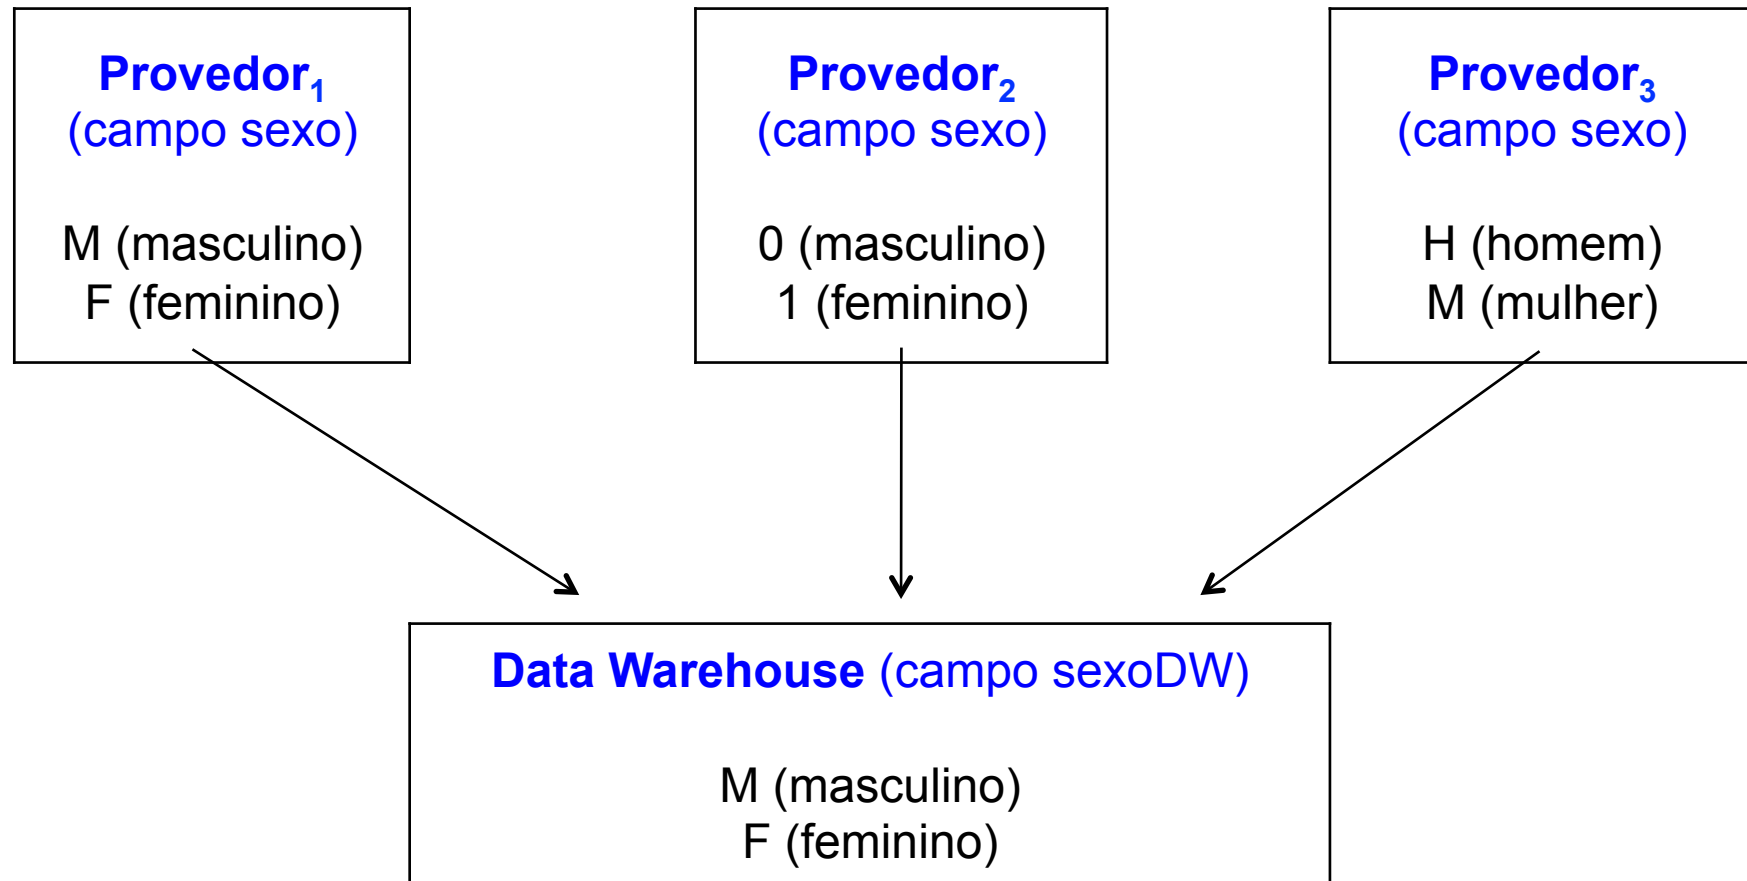 Provedor₁
(campo sexo)
M (masculino)
F (feminino)
Provedor₂
(campo sexo)
0 (masculino)
1 (feminino)
Provedor₃
(campo sexo)
H (homem)
M (mulher)
Data Warehouse (campo sexoDW)
M (masculino)
F (feminino)